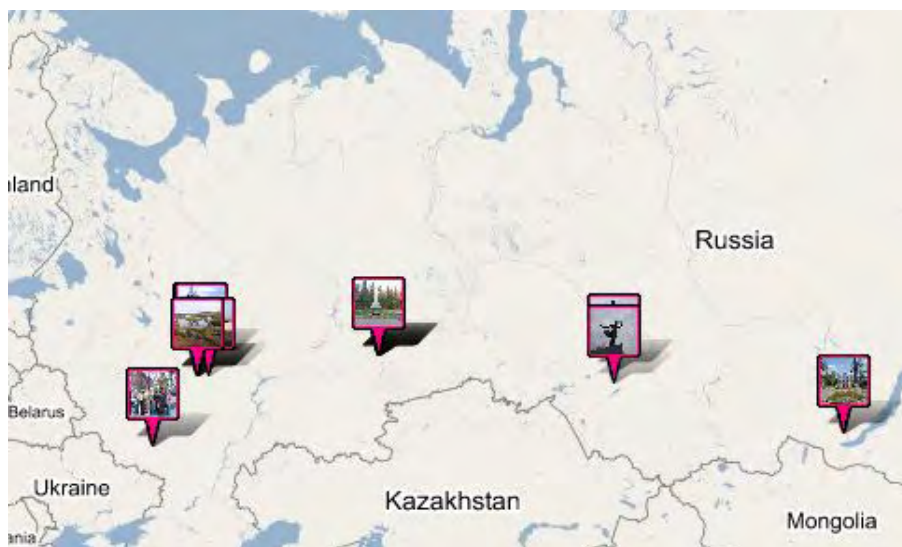 nland
Russia
Belarus
Ukraine
Kazakhstan
Mongolia
ania